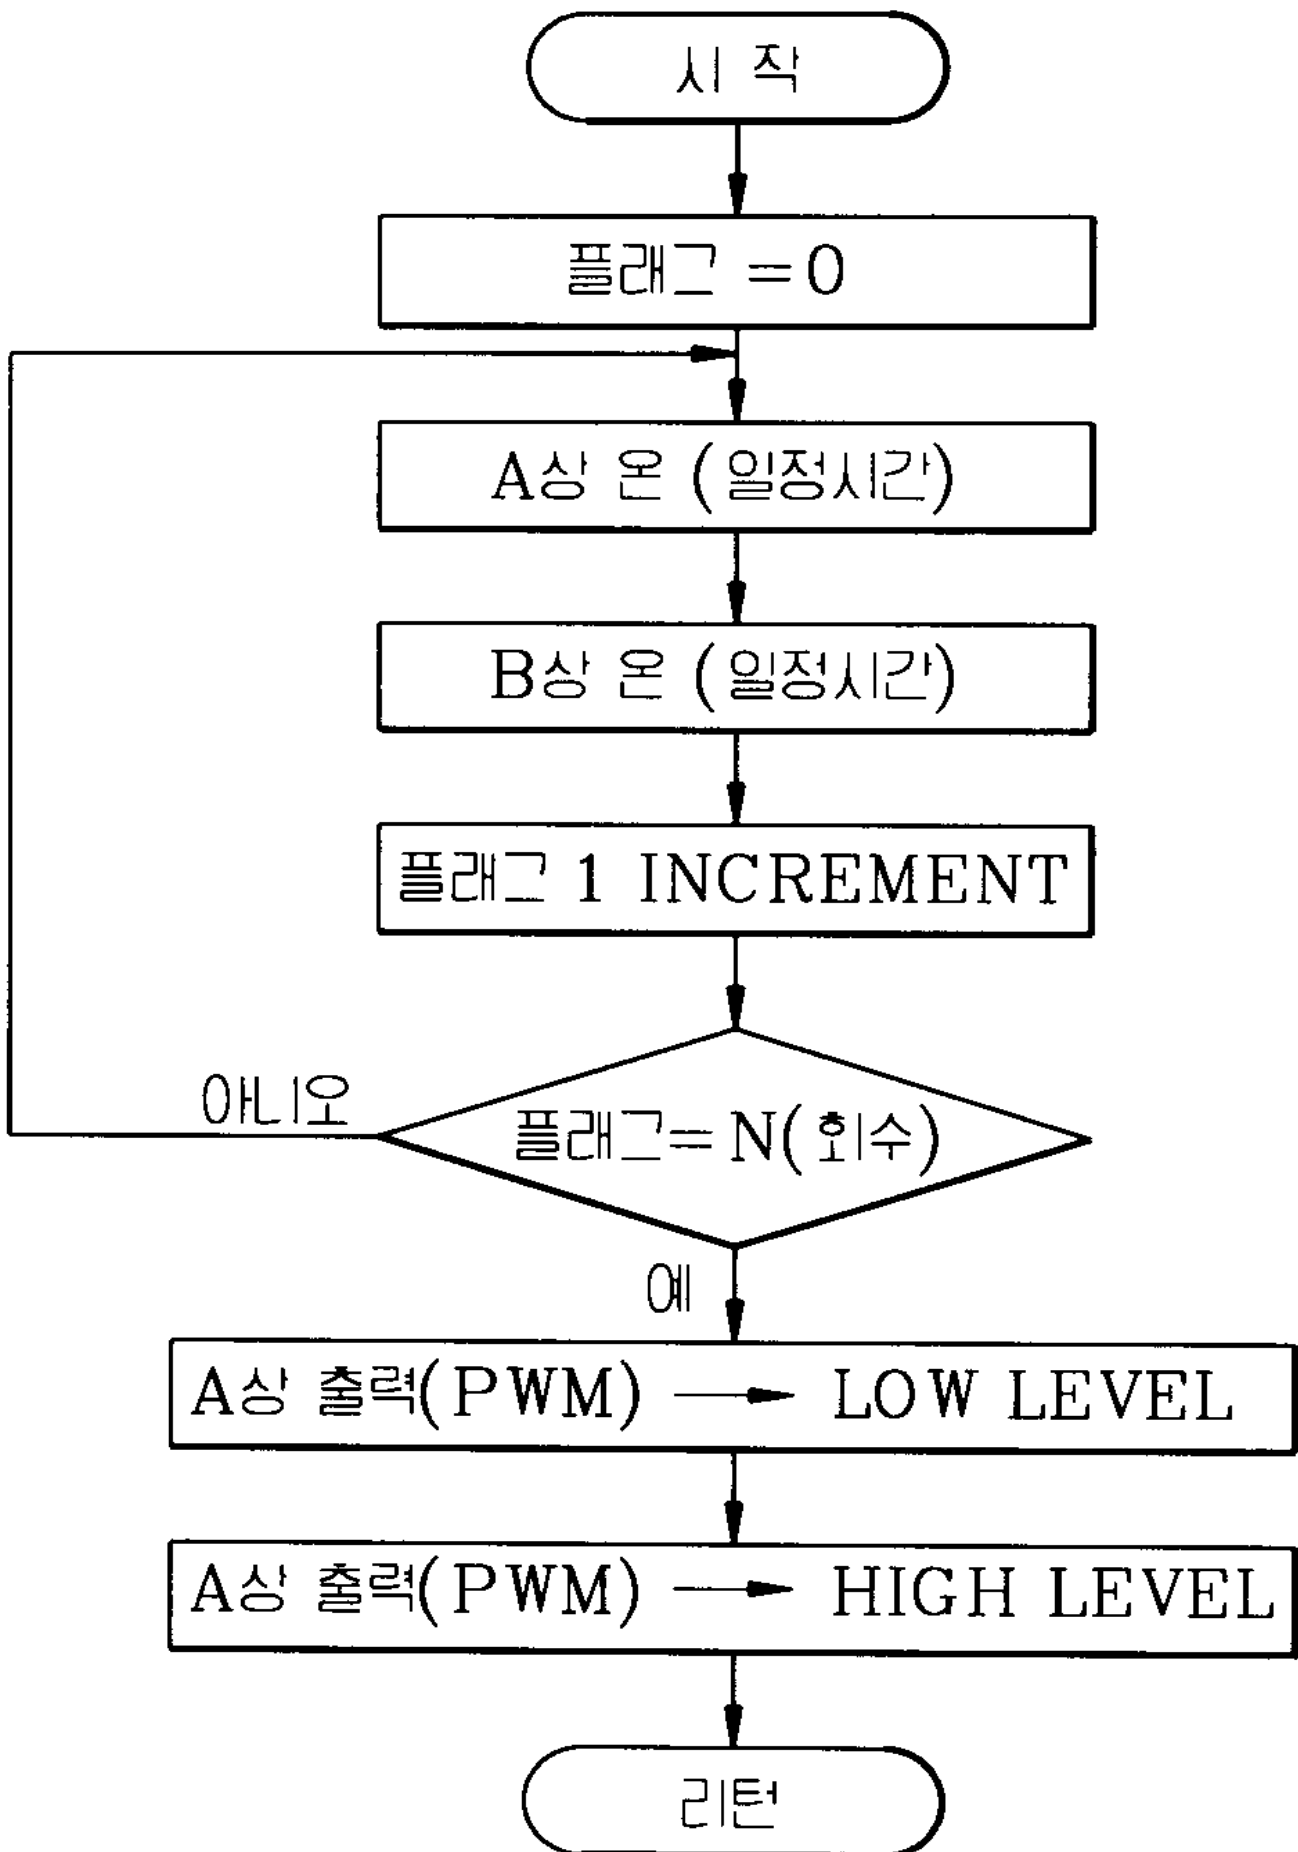 시 작
플래그 = 0
A상 온 (일정시간)
B상 온 (일정시간)
플래그 1 INCREMENT
아니오
플래그= N(회수)
예
A상 출력(PWM) → LOW LEVEL
A상 출력(PWM) → HIGH LEVEL
리턴